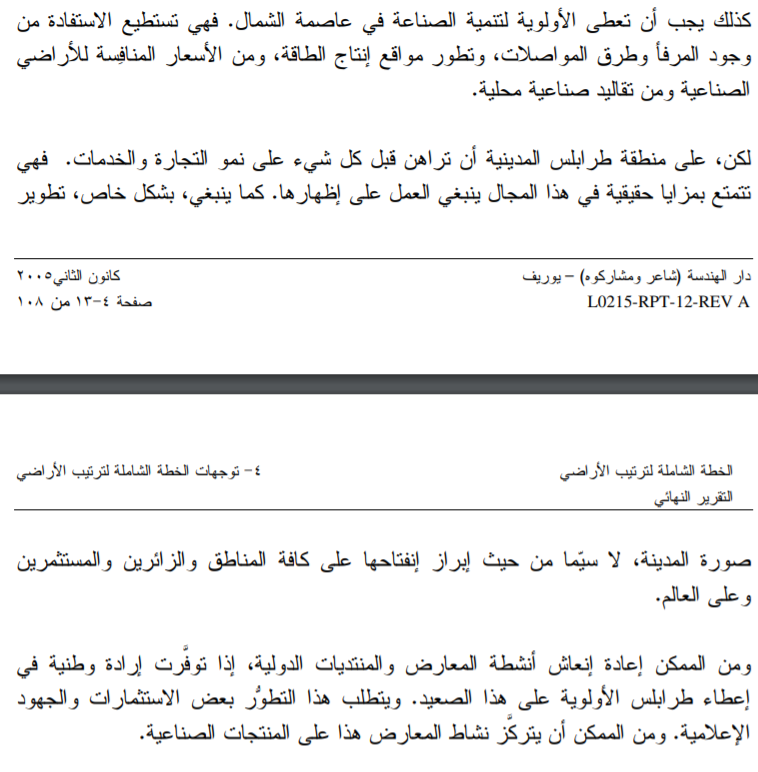 كذلك يجب أن تعطى الأولوية لتنمية الصناعة في عاصمة الشمال. فهي تستطيع الاستفادة من
وجود المرفأ وطرق المواصلات، وتطور مواقع إنتاج الطاقة، ومن الأسعار المنافِسة للأراضي
الصناعية ومن تقاليد صناعية محلية.
لكن، على منطقة طرابلس المدينية أن تراهن قبل كل شيء على نمو التجارة والخدمات. فهي
تتمتع بمزايا حقيقية في هذا المجال ينبغي العمل على إظهارها. كما ينبغي، بشكل خاص، تطوير
دار الهندسة (شاعر ومشاركوه) – يوريف
كانون الثاني٢٠٠٥
L0215-RPT-12-REV A
صفحة ٤-١٣ من ١٠٨
الخطة الشاملة لترتيب الأراضي
٤- توجهات الخطة الشاملة لترتيب الأراضي
التقرير النهائي
صورة المدينة، لا سيّما من حيث إبراز إنفتاحها على كافة المناطق والزائرين والمستثمرين
وعلى العالم.
ومن الممكن إعادة إنعاش أنشطة المعارض والمنتديات الدولية، إذا توفَّرت إرادة وطنية في
إعطاء طرابلس الأولوية على هذا الصعيد. ويتطلب هذا التطوُّر بعض الاستثمارات والجهود
الإعلامية. ومن الممكن أن يتركَّز نشاط المعارض هذا على المنتجات الصناعية.